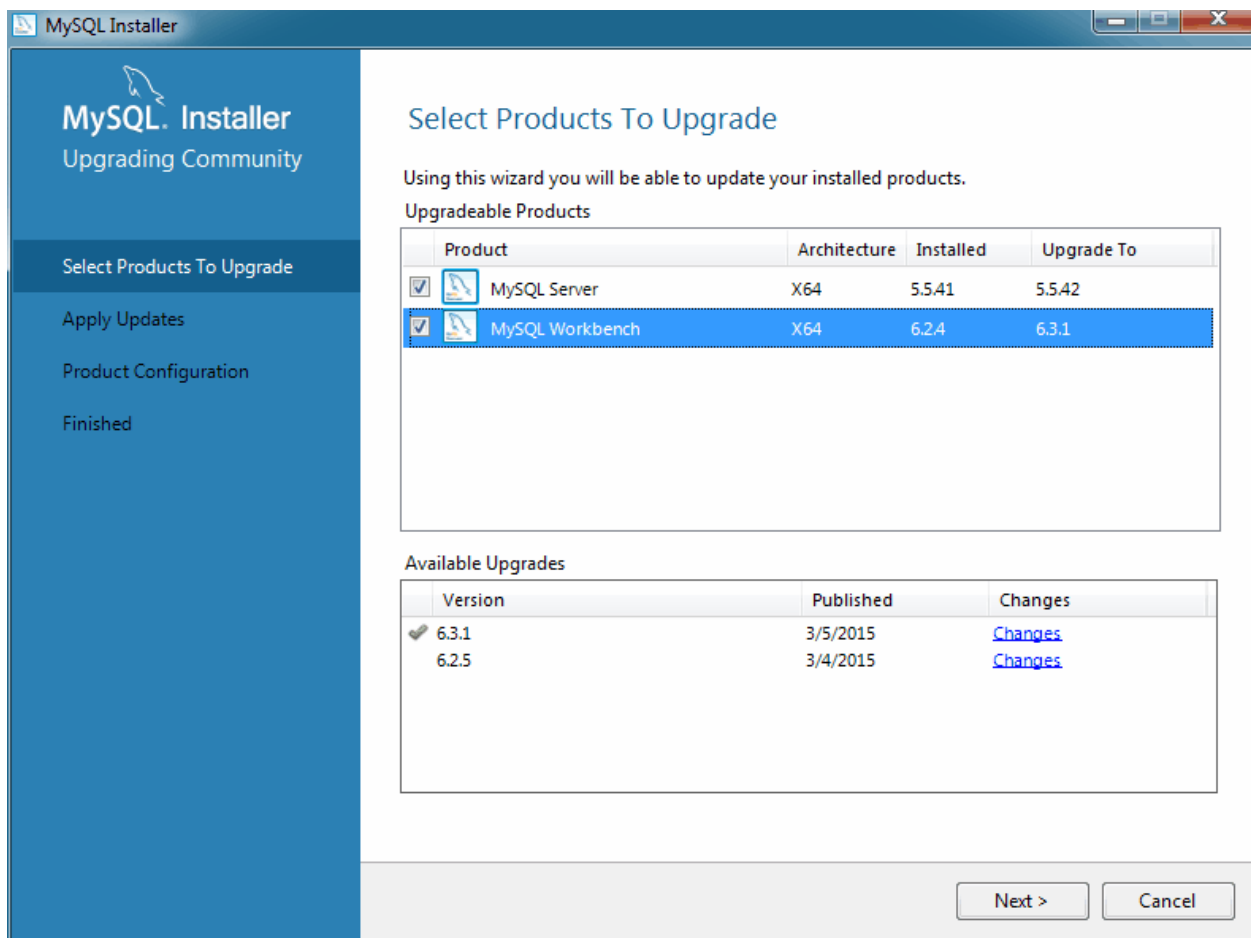 MySQL Installer
MySQL. Installer
Upgrading Community
Select Products To Upgrade
Apply Updates
Product Configuration
Finished
Select Products To Upgrade
Using this wizard you will be able to update your installed products.
Upgradeable Products
Product Architecture Installed Upgrade To
MySQL Server X64 5.5.41 5.5.42
MySQL Workbench X64 6.2.4 6.3.1
Available Upgrades
Version Published Changes
6.3.1 3/5/2015 Changes
6.2.5 3/4/2015 Changes
Next > Cancel